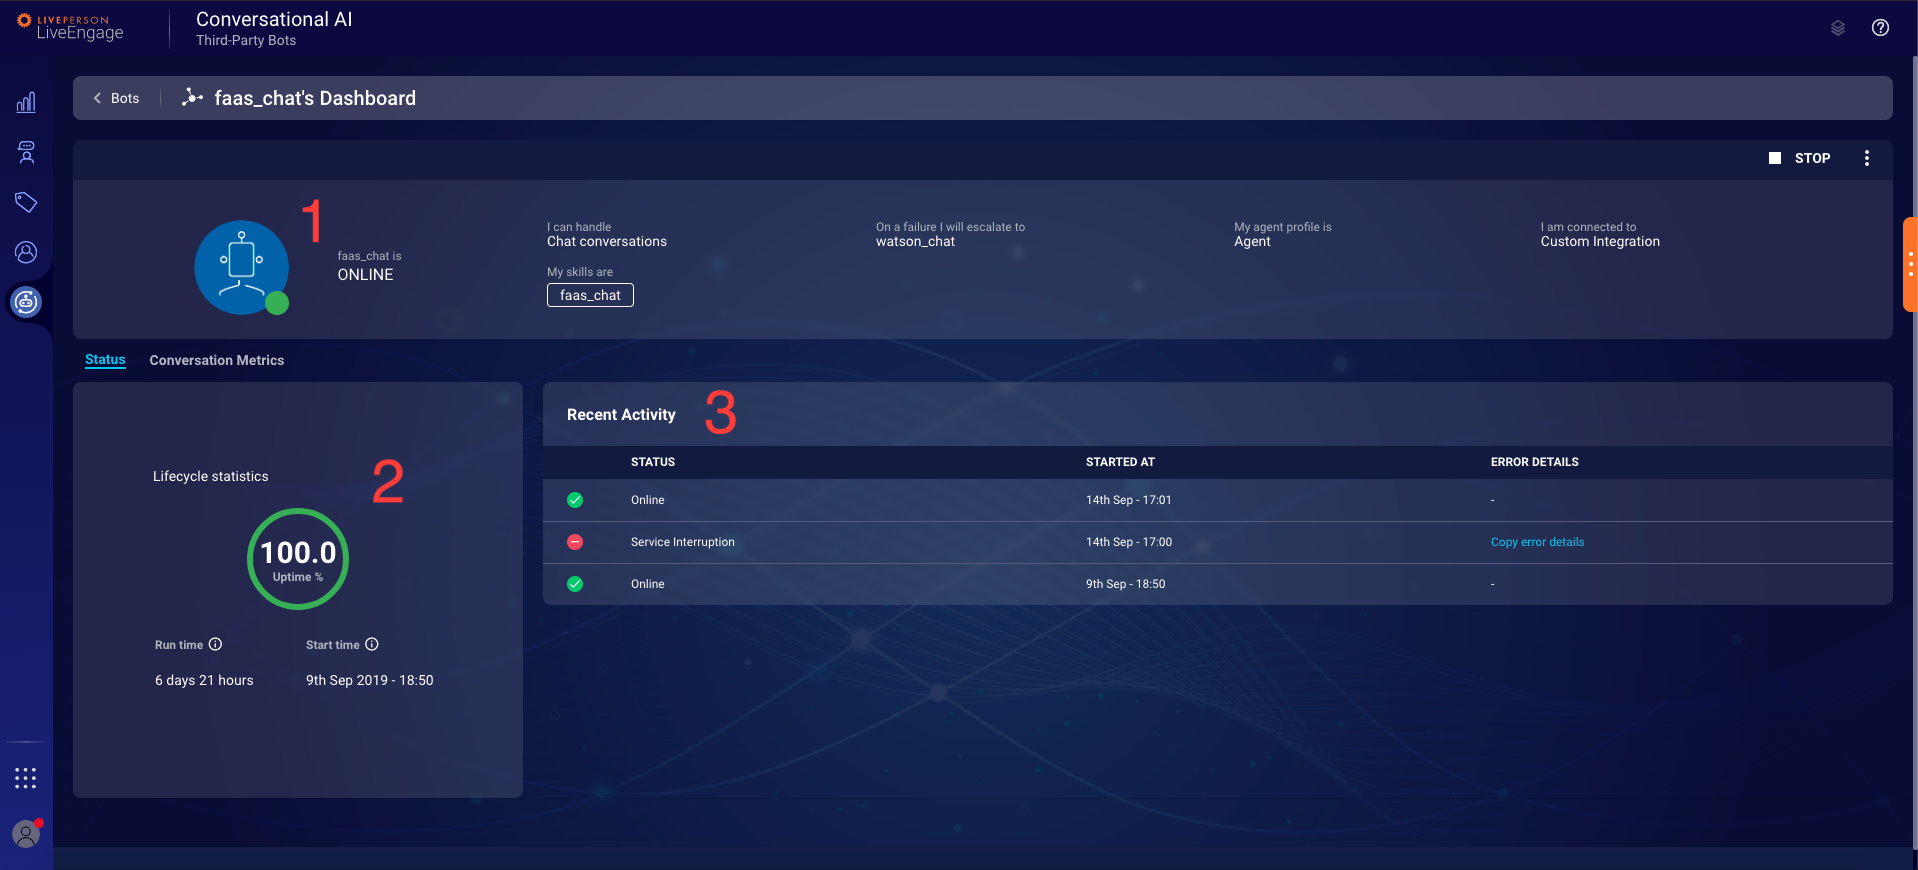 LIVEPERSON
LiveEngage
Conversational AI
Third-Party Bots
Bots
faas_chat's Dashboard
STOP
1
faas_chat is
ONLINE
I can handle
Chat conversations
On a failure I will escalate to
watson_chat
My agent profile is
Agent
I am connected to
Custom Integration
My skills are
faas_chat
Status Conversation Metrics
Lifecycle statistics
2
100.0
Uptime %
Run time
Start time
6 days 21 hours
9th Sep 2019 - 18:50
Recent Activity 3
STATUS STARTED AT ERROR DETAILS
Online 14th Sep - 17:01 -
Service Interruption 14th Sep - 17:00 Copy error details
Online 9th Sep - 18:50 -